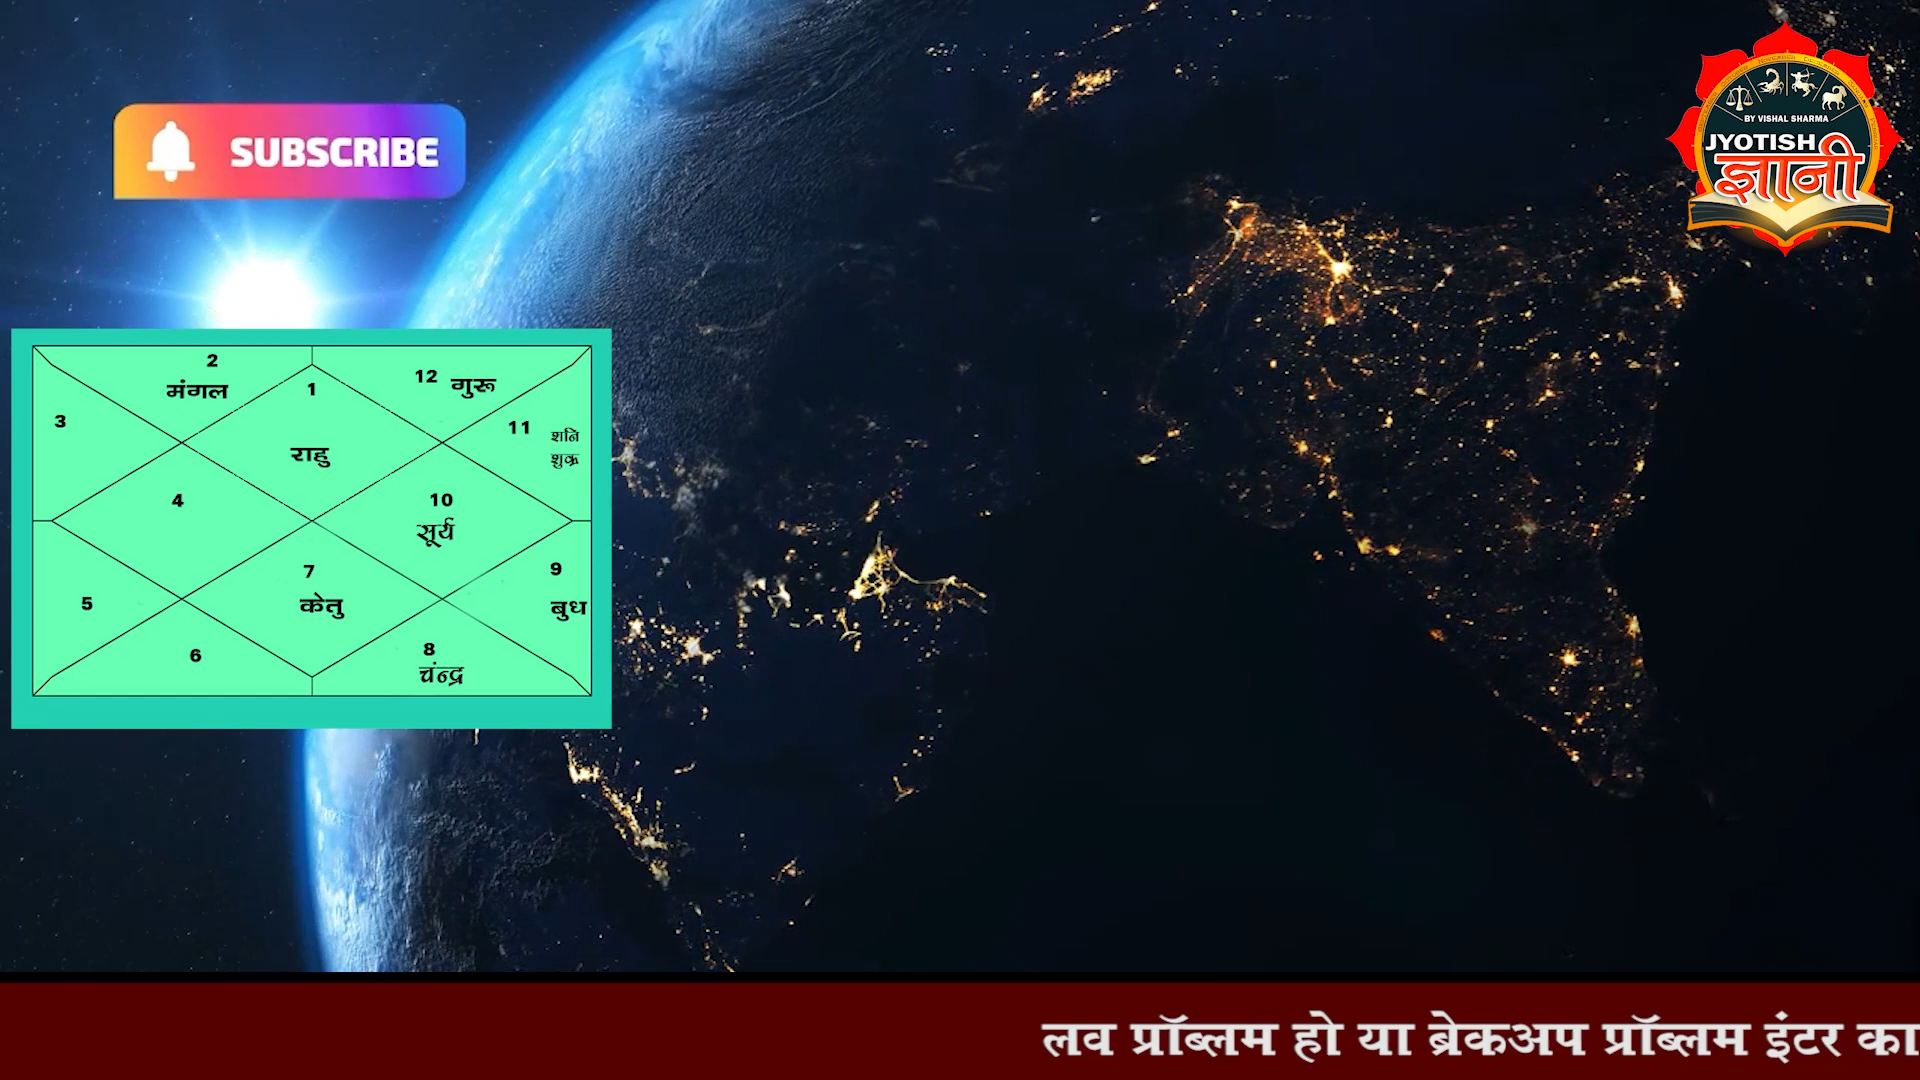 SUBSCRIBE
BY VISHAL SHARMA
JYOTISH
ज्ञानी
2
मंगल
1
12 गुरू
3
11
शनि
शुक्र
राहु
4
10
सूर्य
7
केतु
9
बुध
5
6
8
चंन्द्र
लव प्रॉब्लम हो या ब्रेकअप प्रॉब्लम इंटर का